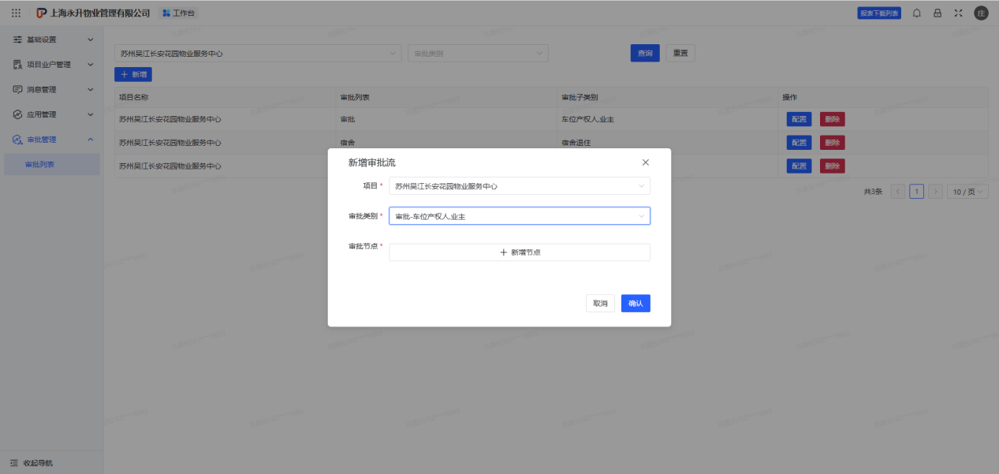 上海永升物业管理有限公司 工作台 报表下载列表 庄
基础设置
项目业户管理
消息管理
应用管理
审批管理
审批列表
收起导航
苏州吴江长安花园物业服务中心 审批类别 查询 重置
+ 新增
项目名称 审批列表 审批子类别 操作
苏州吴江长安花园物业服务中心 审批 车位产权人,业主 配置 删除
苏州吴江长安花园物业服务中心 宿舍 宿舍退住 配置 删除
苏州吴江长安花园物业服务中心 配置 删除
共3条 1 10 / 页
新增审批流
项目 * 苏州吴江长安花园物业服务中心
审批类别 * 审批-车位产权人,业主
审批节点 * + 新增节点
取消 确认